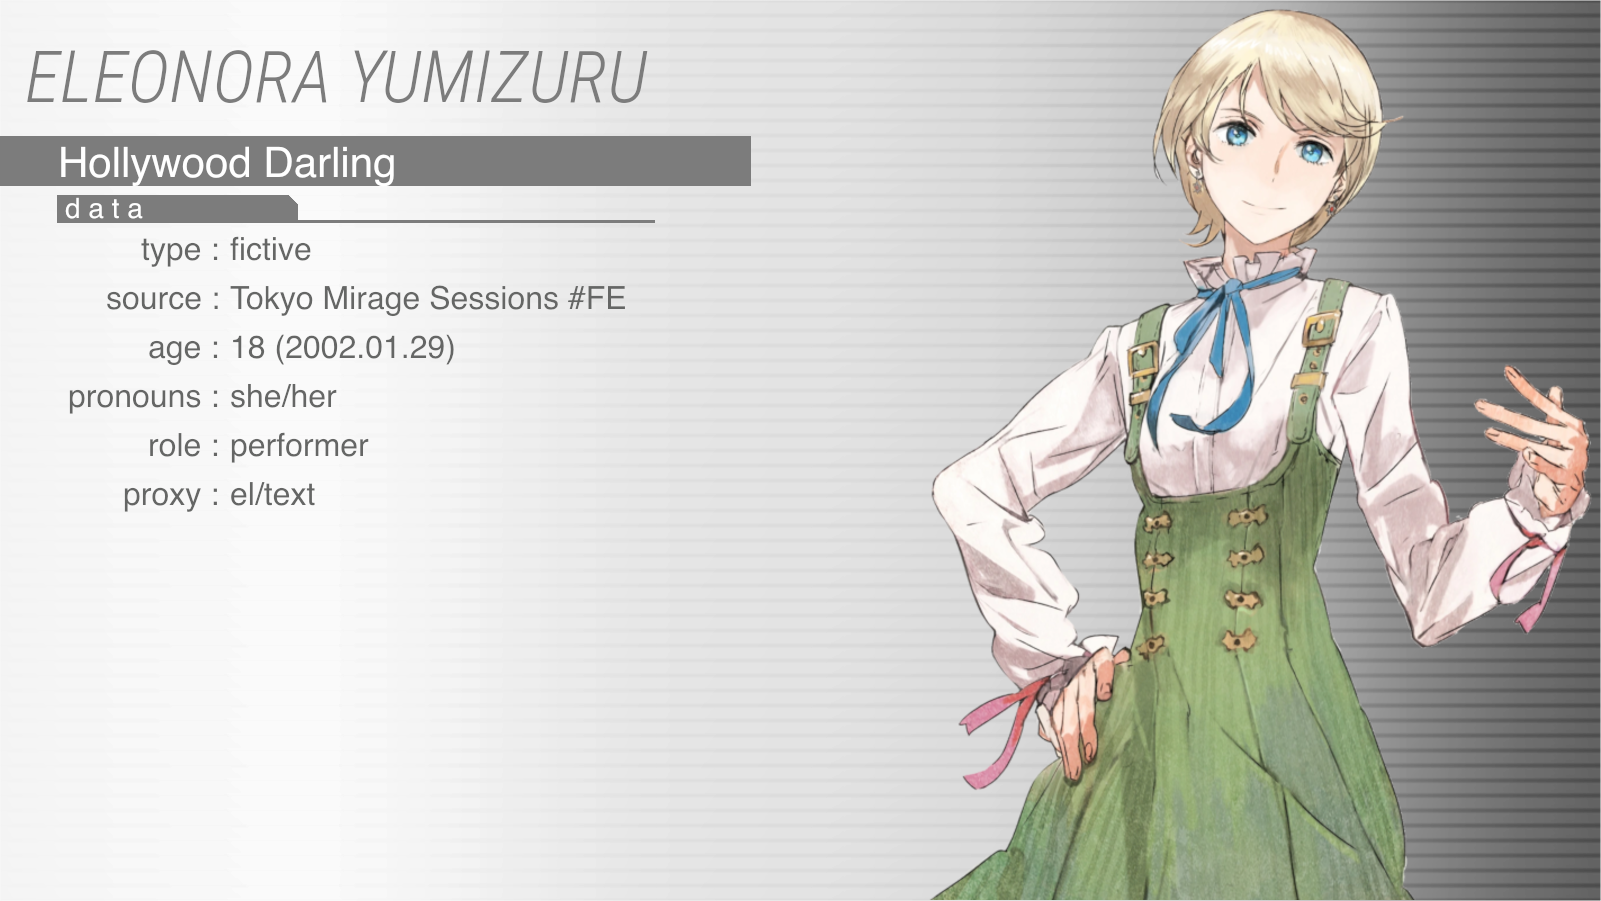 ELEONORA YUMIZURU
Hollywood Darling
data
type : fictive
source : Tokyo Mirage Sessions #FE
age : 18 (2002.01.29)
pronouns : she/her
role : performer
proxy : el/text